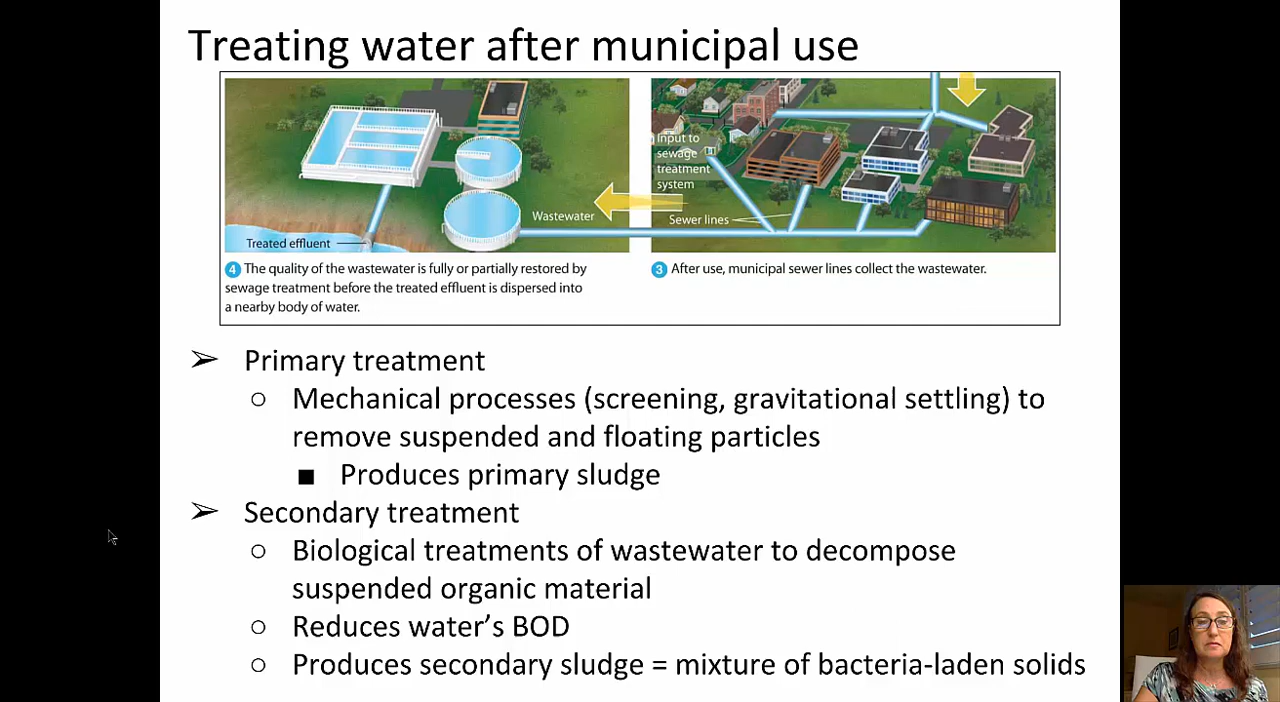 Treating water after municipal use
Input to
sewage
treatment
system
Wastewater
Sewer lines
Treated effluent
4 The quality of the wastewater is fully or partially restored by
sewage treatment before the treated effluent is dispersed into
a nearby body of water.
3 After use, municipal sewer lines collect the wastewater.
➢ Primary treatment
○ Mechanical processes (screening, gravitational settling) to
remove suspended and floating particles
■ Produces primary sludge
➢ Secondary treatment
○ Biological treatments of wastewater to decompose
suspended organic material
○ Reduces water’s BOD
○ Produces secondary sludge = mixture of bacteria-laden solids